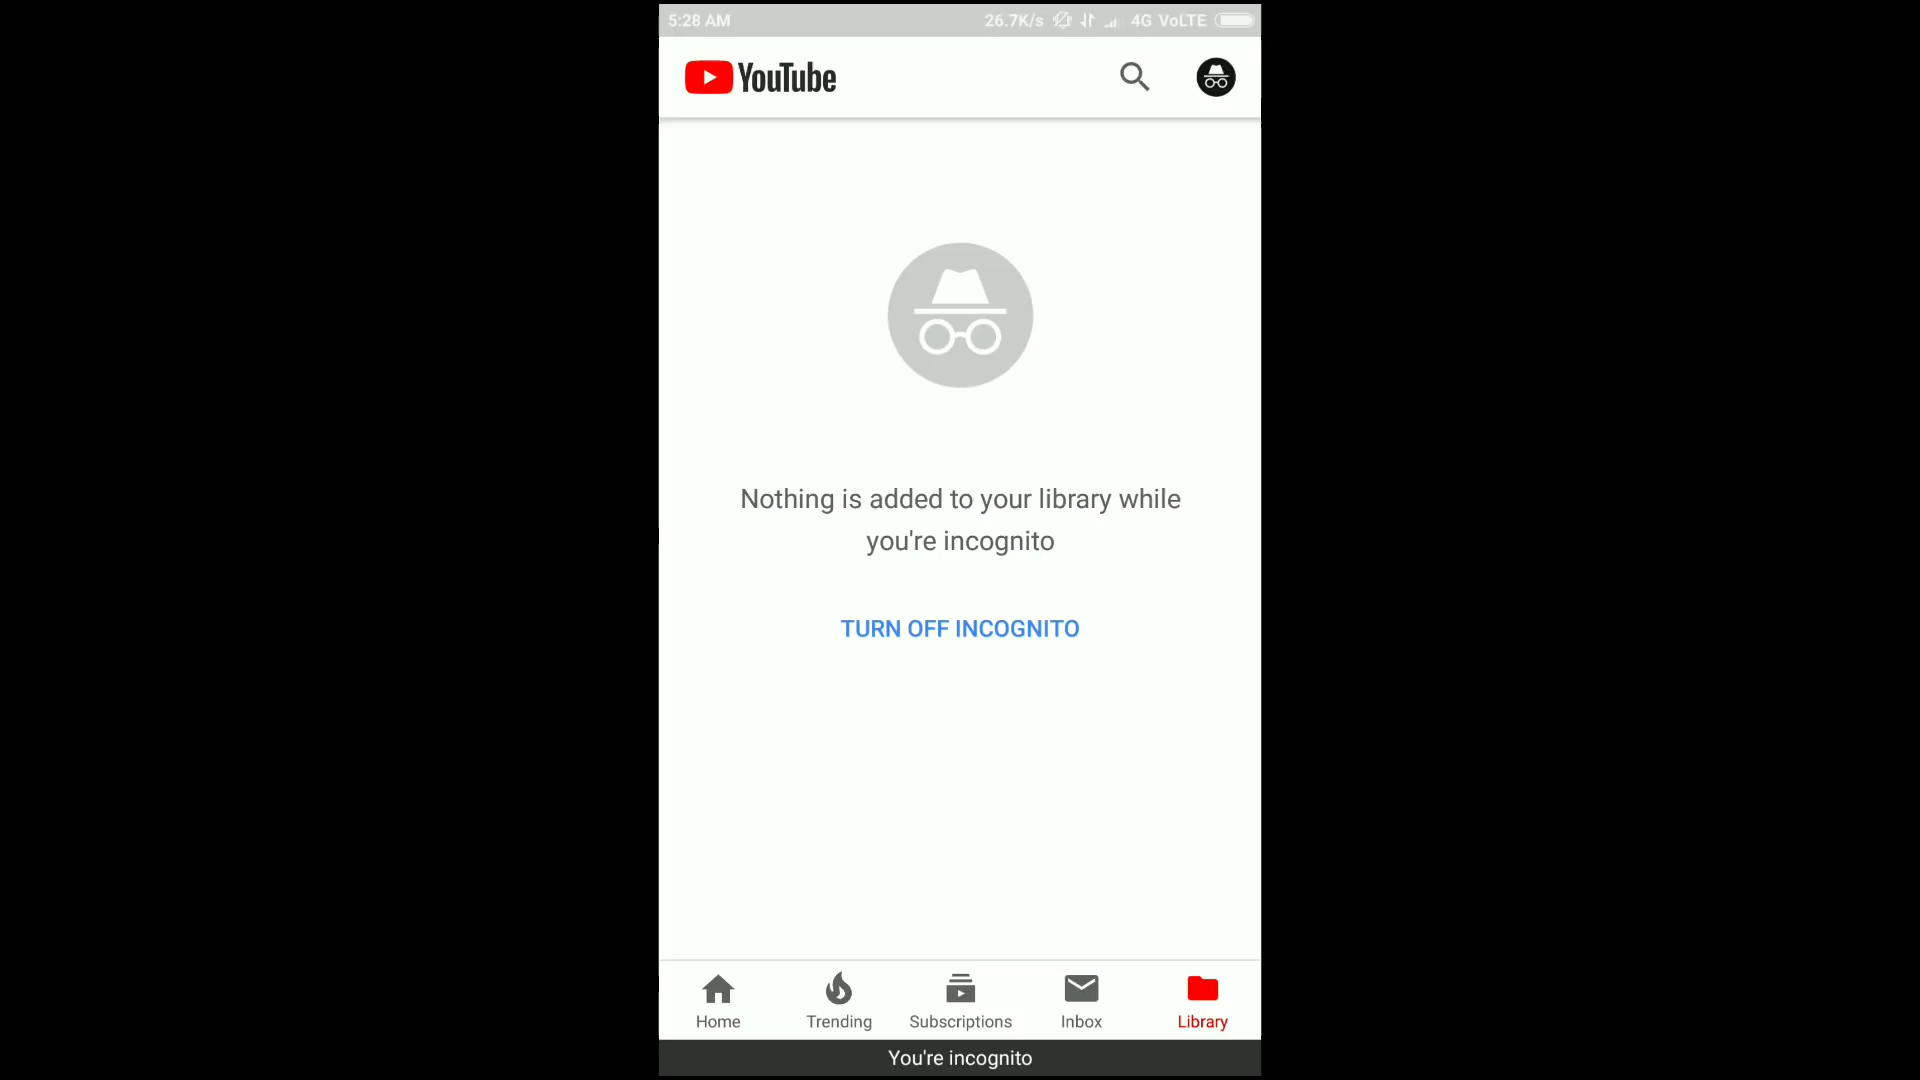 5:28 AM 26.7K/s 4G VoLTE
YouTube
Nothing is added to your library while
you're incognito
TURN OFF INCOGNITO
Home Trending Subscriptions Inbox Library
You're incognito